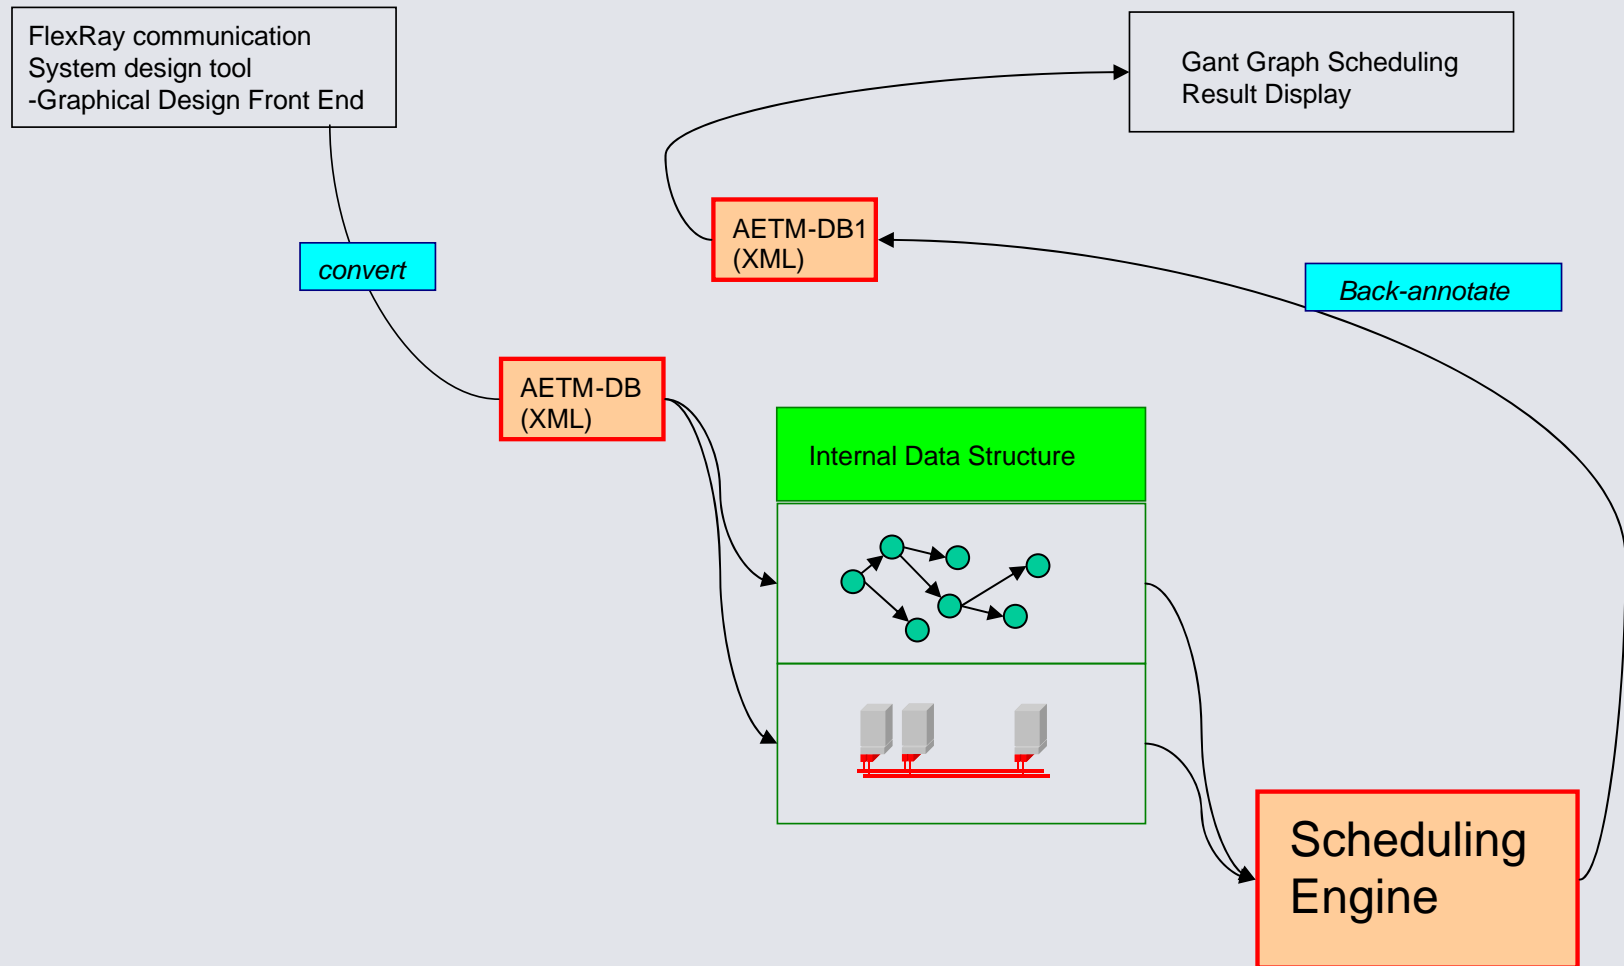 FlexRay communication
System design tool
-Graphical Design Front End
Gant Graph Scheduling
Result Display
AETM-DB1
(XML)
convert
Back-annotate
AETM-DB
(XML)
Internal Data Structure
Scheduling
Engine